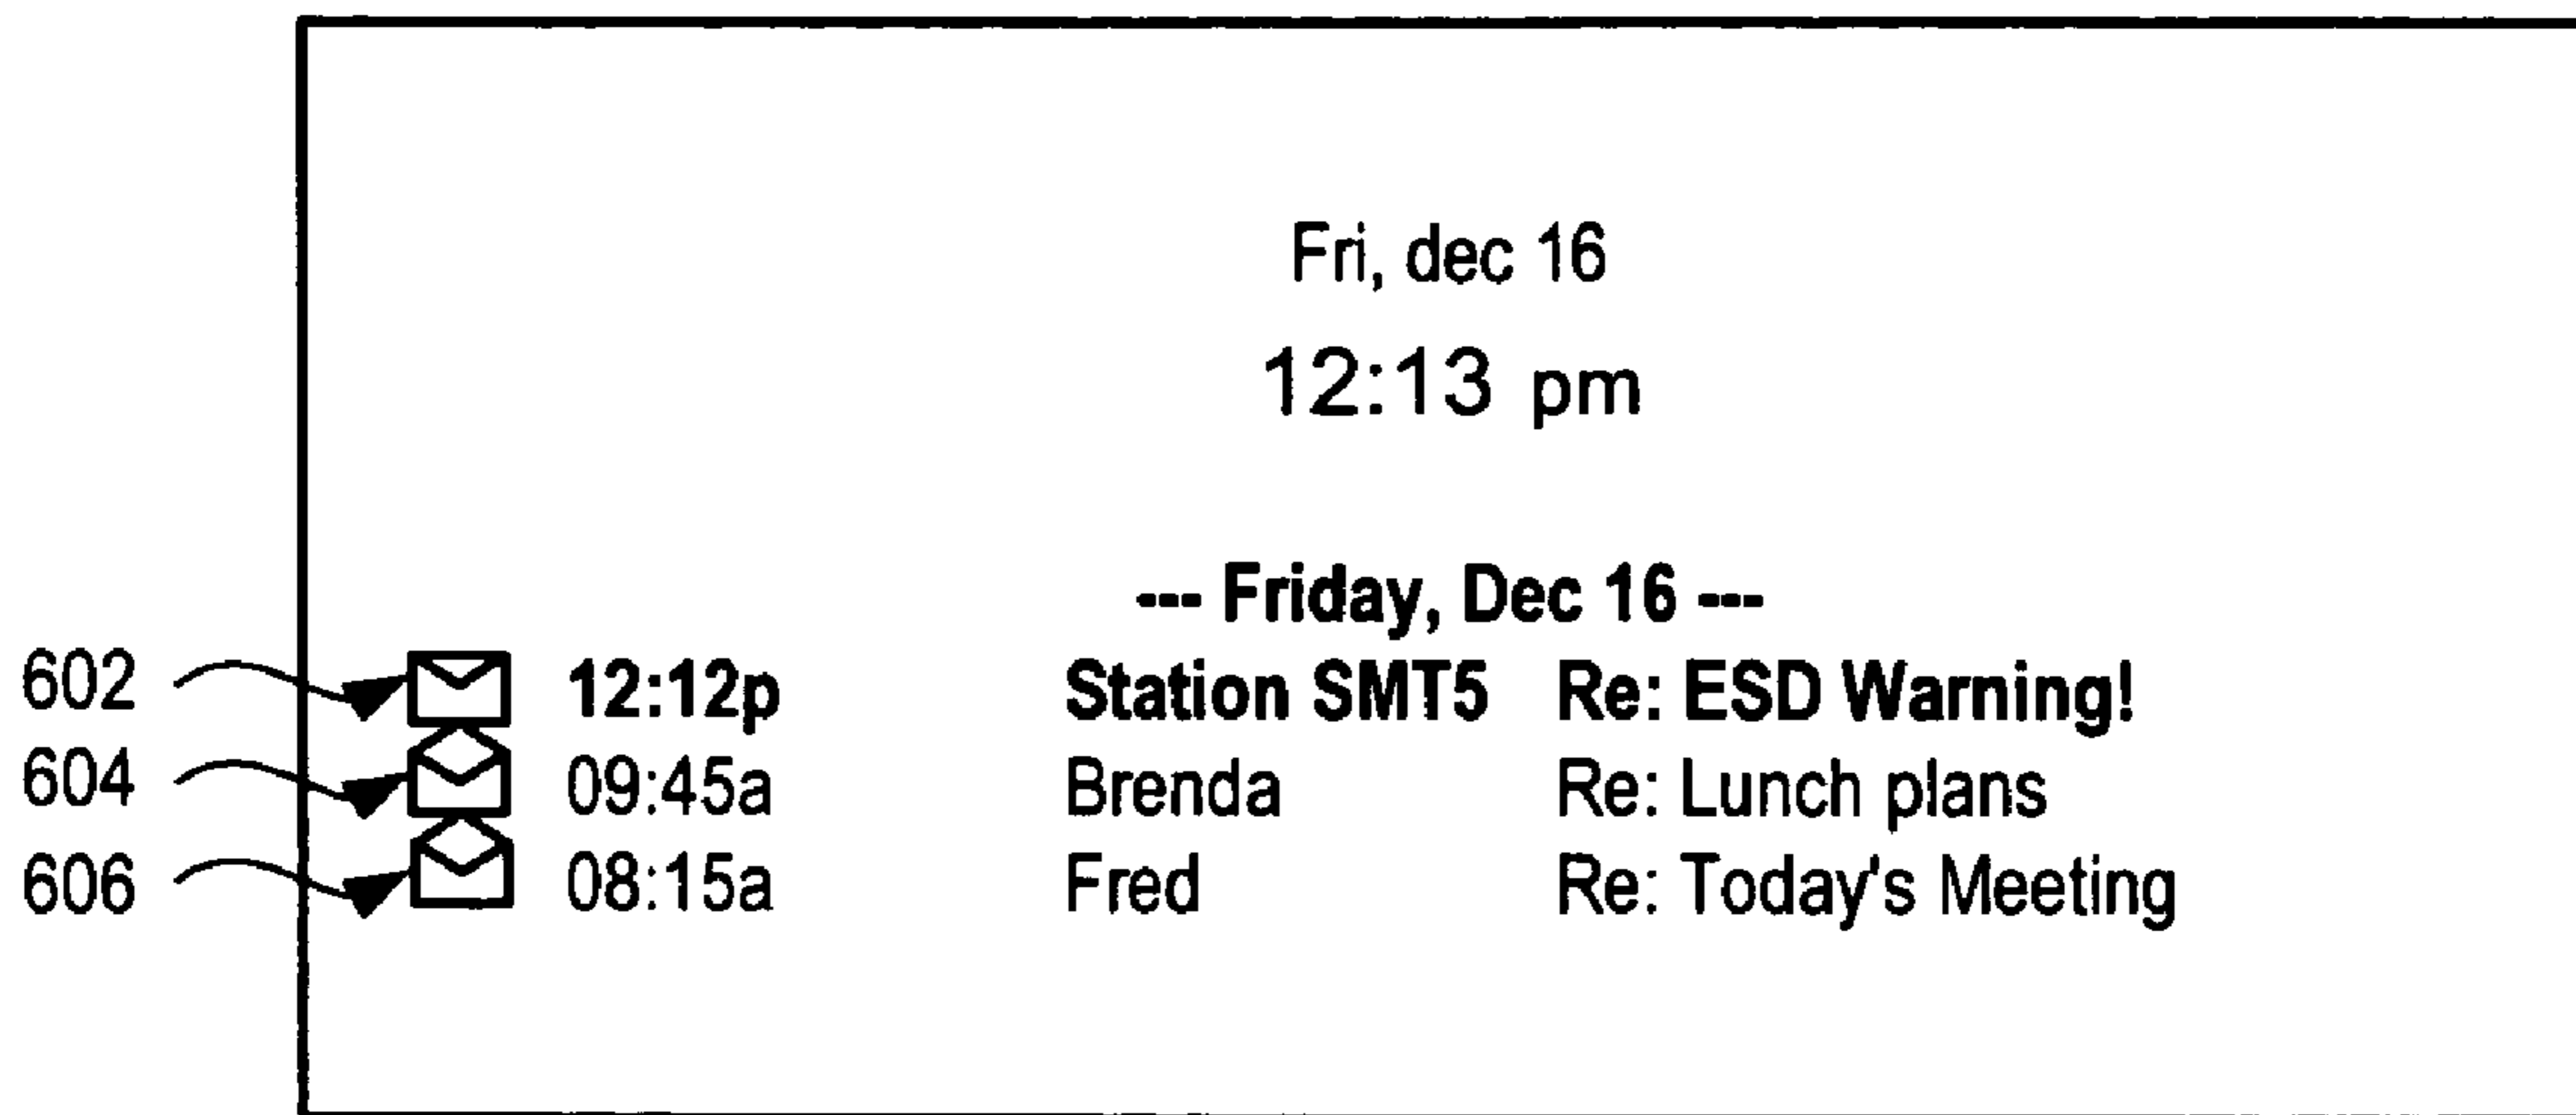 Fri, dec 16
12:13 pm
--- Friday, Dec 16 ---
602 12:12p Station SMT5 Re: ESD Warning!
604 09:45a Brenda Re: Lunch plans
606 08:15a Fred Re: Today's Meeting